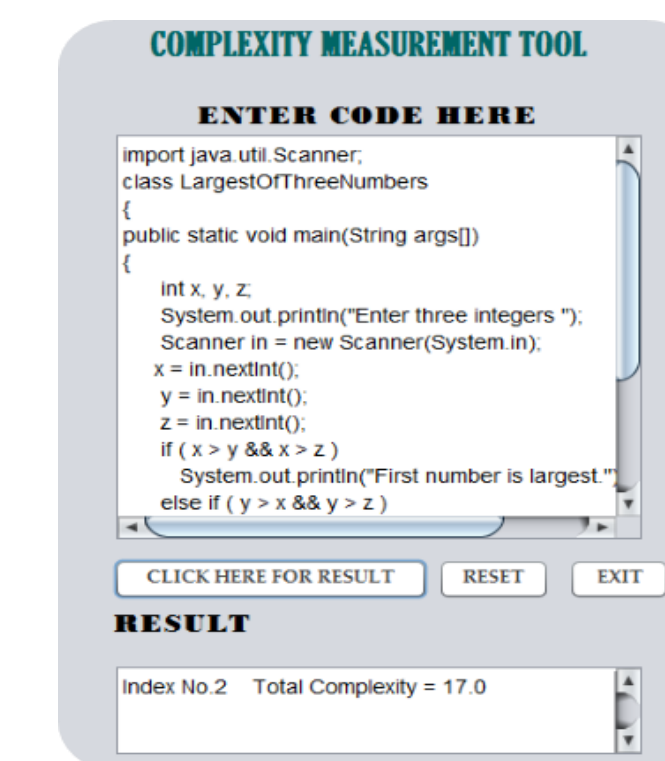 COMPLEXITY MEASUREMENT TOOL
ENTER CODE HERE
import java.util.Scanner;
class LargestOfThreeNumbers
{
public static void main(String args[])
{
int x, y, z;
System.out.println("Enter three integers ");
Scanner in = new Scanner(System.in);
x = in.nextInt();
y = in.nextInt();
z = in.nextInt();
if ( x > y && x > z )
System.out.println("First number is largest.")
else if ( y > x && y > z )
CLICK HERE FOR RESULT RESET EXIT
RESULT
Index No.2 Total Complexity = 17.0